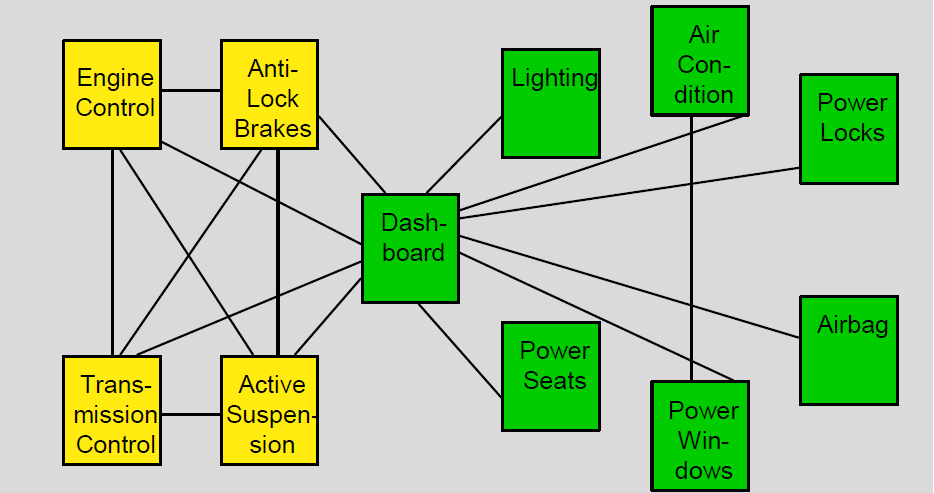 Engine
Control
Anti-
Lock
Brakes
Lighting
Air
Con-
dition
Power
Locks
Dash-
board
Trans-
mission
Control
Active
Suspen-
sion
Power
Seats
Power
Win-
dows
Airbag